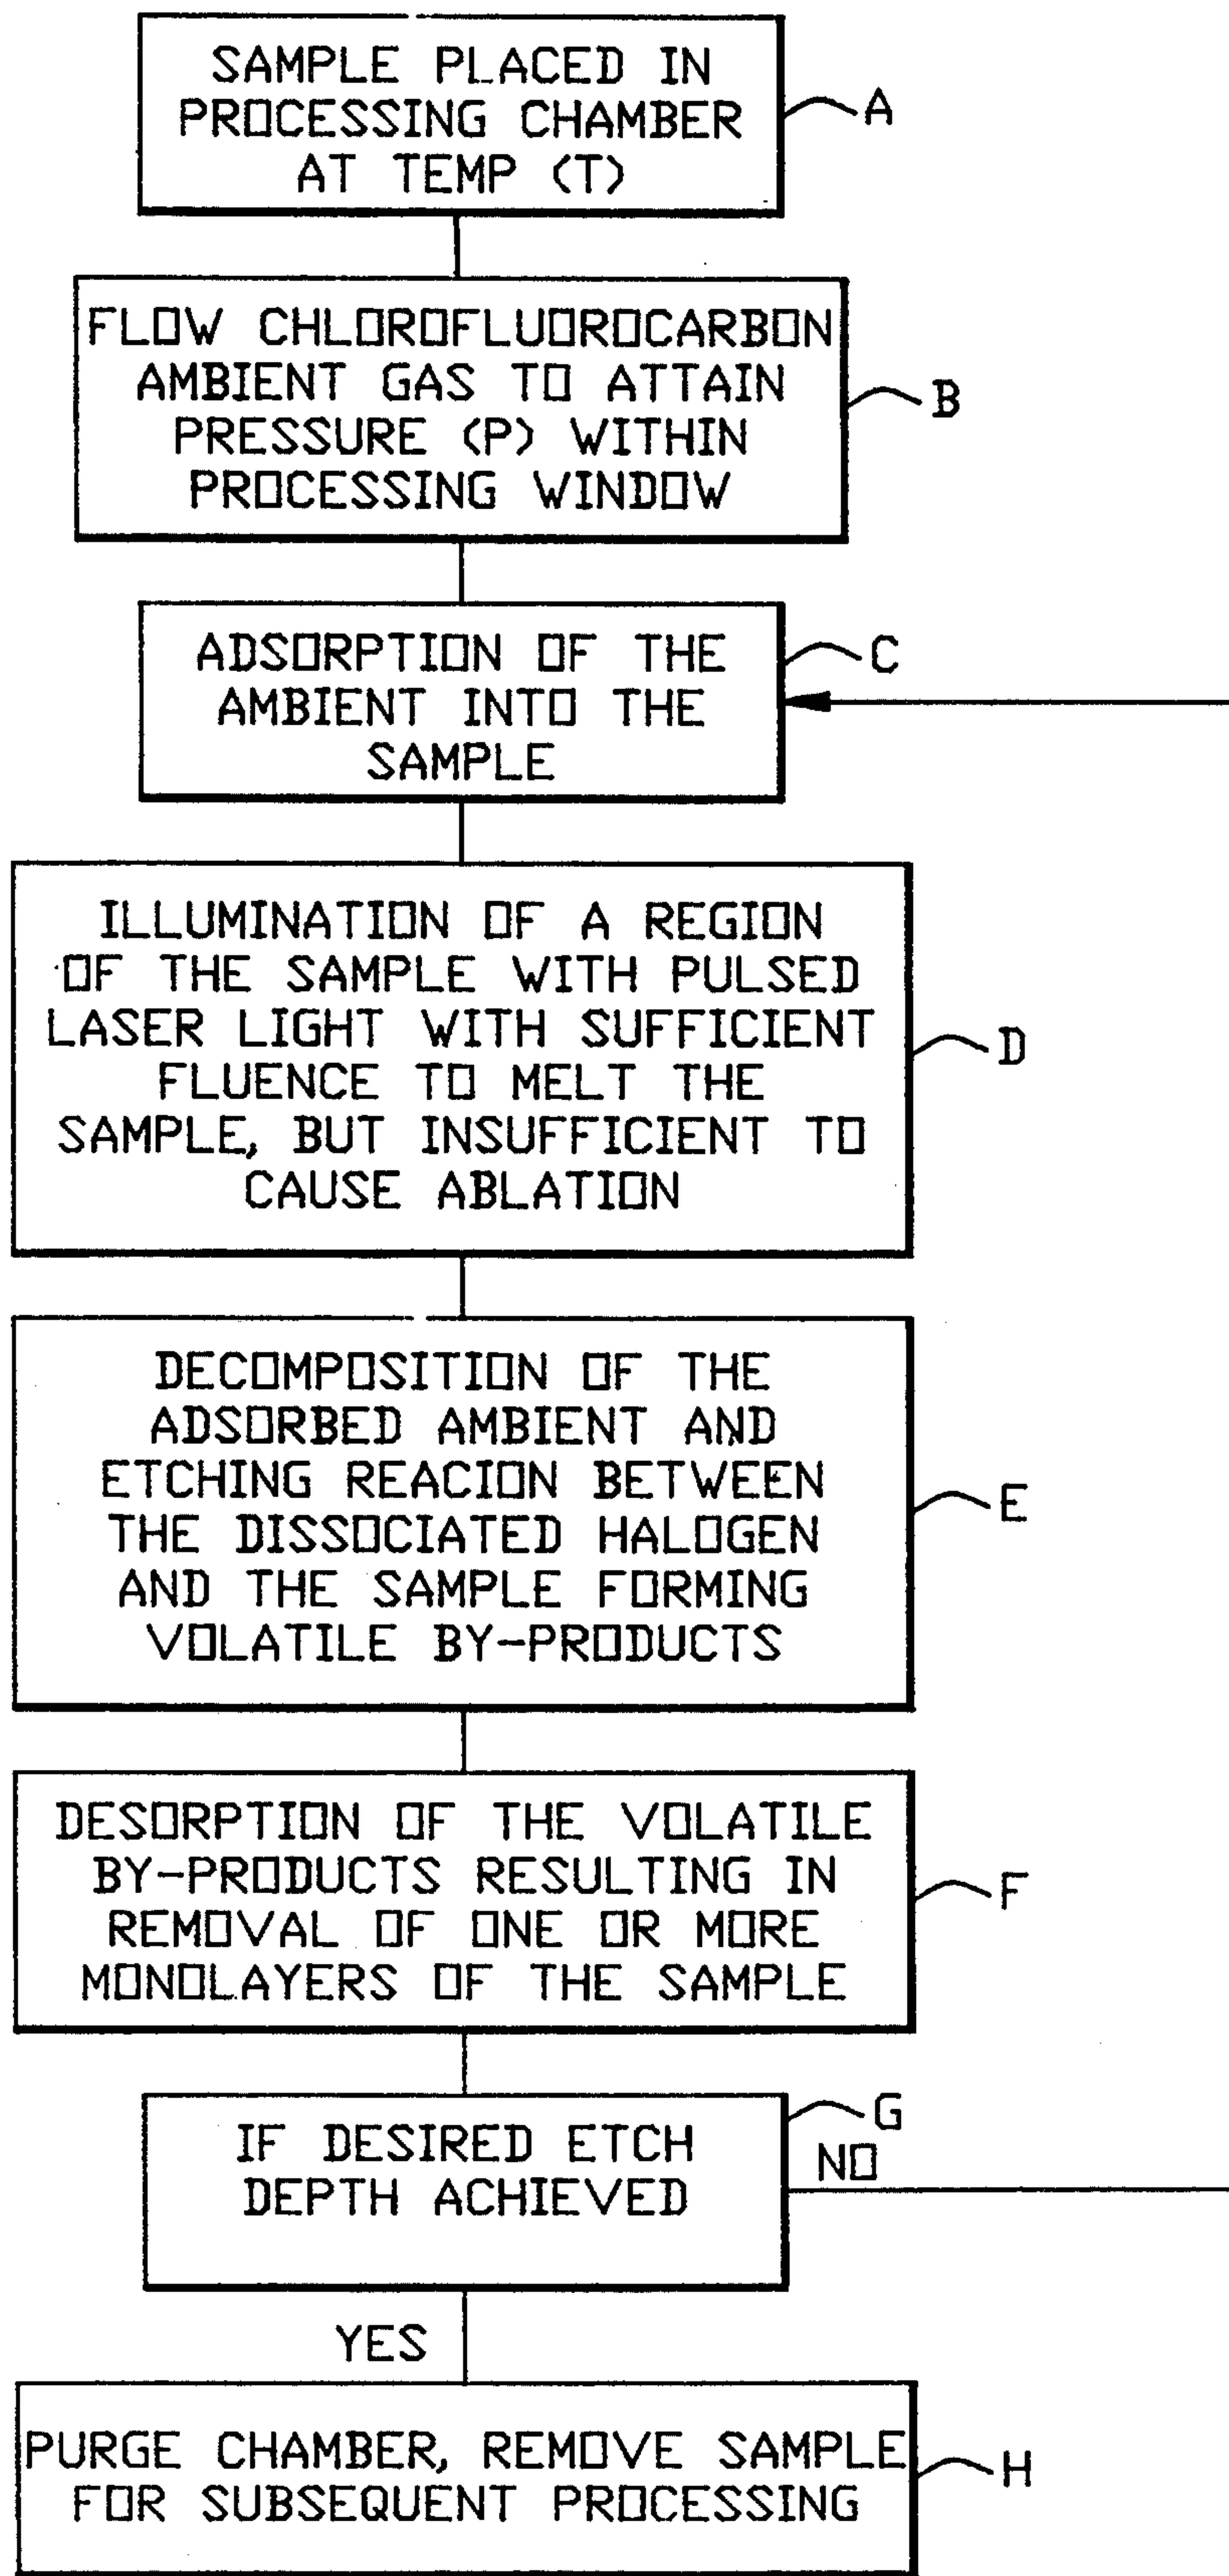 SAMPLE PLACED IN
PROCESSING CHAMBER
AT TEMP (T)
A
FLOW CHLOROFLUOROCARBON
AMBIENT GAS TO ATTAIN
PRESSURE (P) WITHIN
PROCESSING WINDOW
B
ADSORPTION OF THE
AMBIENT INTO THE
SAMPLE
C
ILLUMINATION OF A REGION
OF THE SAMPLE WITH PULSED
LASER LIGHT WITH SUFFICIENT
FLUENCE TO MELT THE
SAMPLE, BUT INSUFFICIENT TO
CAUSE ABLATION
D
DECOMPOSITION OF THE
ADSORBED AMBIENT AND
ETCHING REACION BETWEEN
THE DISSOCIATED HALOGEN
AND THE SAMPLE FORMING
VOLATILE BY-PRODUCTS
E
DESORPTION OF THE VOLATILE
BY-PRODUCTS RESULTING IN
REMOVAL OF ONE OR MORE
MONOLAYERS OF THE SAMPLE
F
IF DESIRED ETCH
DEPTH ACHIEVED
G
NO
YES
PURGE CHAMBER, REMOVE SAMPLE
FOR SUBSEQUENT PROCESSING
H